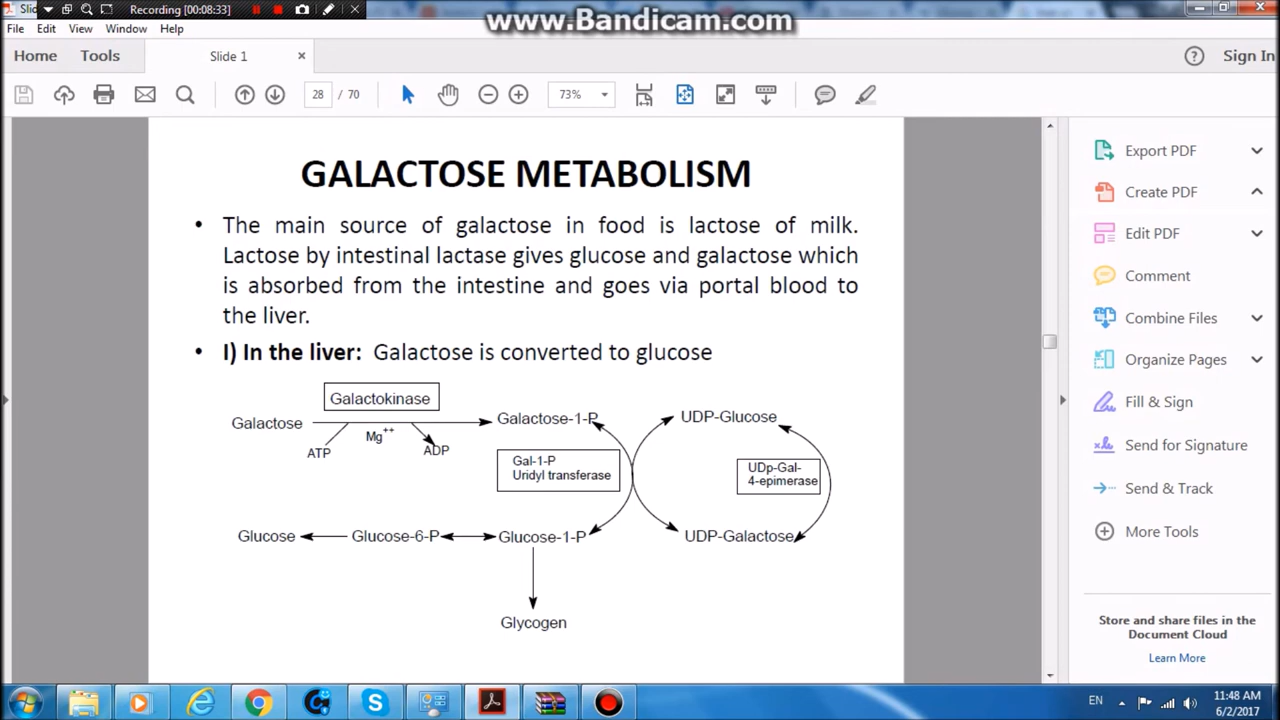 Slid
Recording [00:08:33]
www.Bandicam.com
File Edit View Window Help
Home Tools Slide 1 × ? Sign In
28 / 70 73%
GALACTOSE METABOLISM
• The main source of galactose in food is lactose of milk.
Lactose by intestinal lactase gives glucose and galactose which
is absorbed from the intestine and goes via portal blood to
the liver.
• I) In the liver: Galactose is converted to glucose
Galactokinase
Galactose
Mg++
ATP
ADP
Galactose-1-P
UDP-Glucose
Gal-1-P
Uridyl transferase
UDp-Gal-
4-epimerase
Glucose
Glucose-6-P
Glucose-1-P
UDP-Galactose
Glycogen
Export PDF
Create PDF
Edit PDF
Comment
Combine Files
Organize Pages
Fill & Sign
Send for Signature
Send & Track
More Tools
Store and share files in the
Document Cloud
Learn More
EN
11:48 AM
6/2/2017